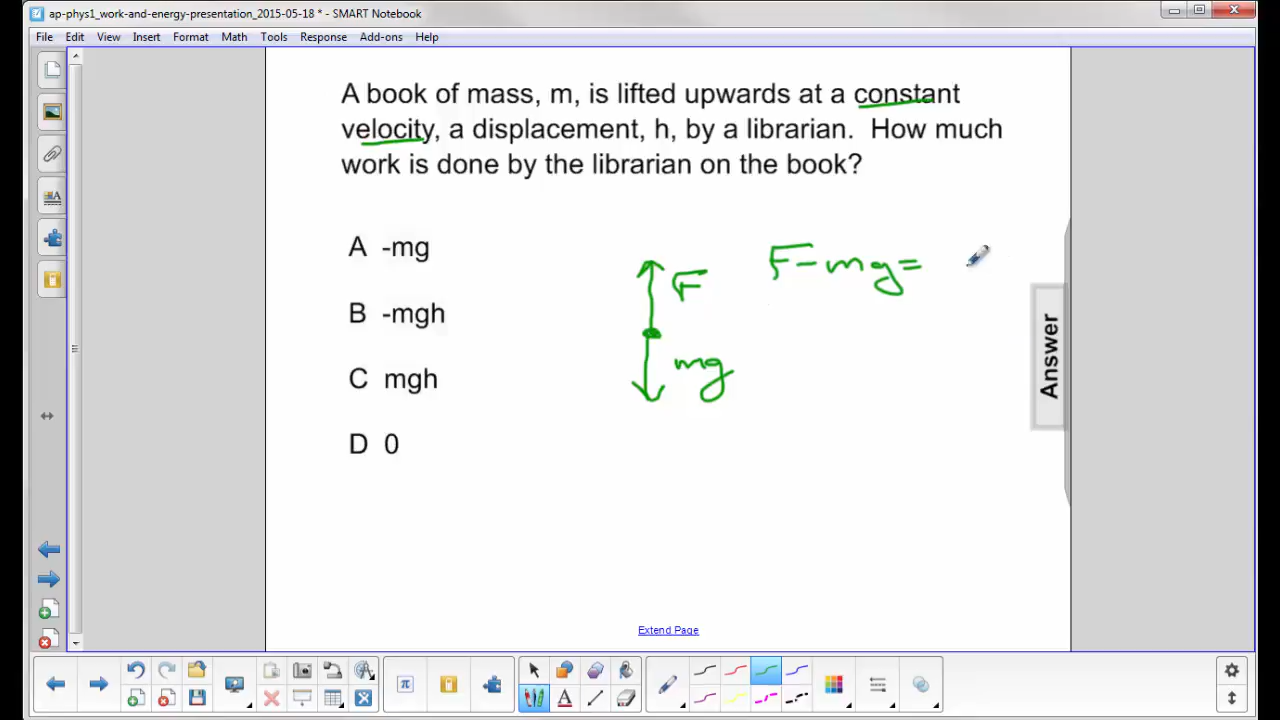 ap-phys1_work-and-energy-presentation_2015-05-18 * - SMART Notebook
File Edit View Insert Format Math Tools Response Add-ons Help
A book of mass, m, is lifted upwards at a constant
velocity, a displacement, h, by a librarian. How much
work is done by the librarian on the book?
A -mg
B -mgh
C mgh
D 0
F
mg
F-mg=
Answer
Extend Page